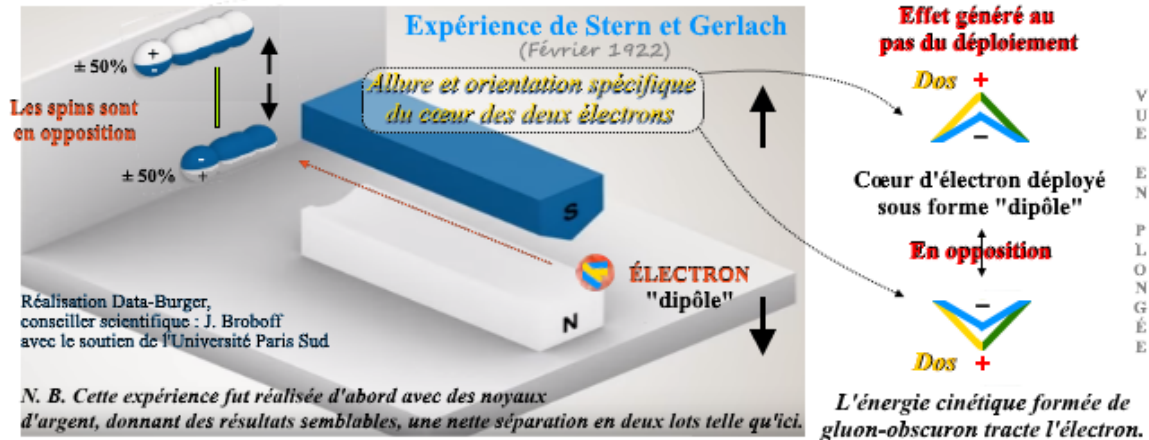 Expérience de Stern et Gerlach
(Février 1922)
Allure et orientation spécifique
du cœur des deux électrons
± 50%
+
-
Les spins sont
en opposition
± 50%
-
+
S
N
ÉLECTRON
"dipôle"
Réalisation Data-Burger,
conseiller scientifique : J. Broboff
avec le soutien de l'Université Paris Sud
N. B. Cette expérience fut réalisée d'abord avec des noyaux
d'argent, donnant des résultats semblables, une nette séparation en deux lots telle qu'ici.
Effet généré au
pas du déploiement
Dos +
−
Cœur d'électron déployé
sous forme "dipôle"
En opposition
−
Dos +
L'énergie cinétique formée de
gluon-obscuron tracte l'électron.
VUE EN PLONGÉE